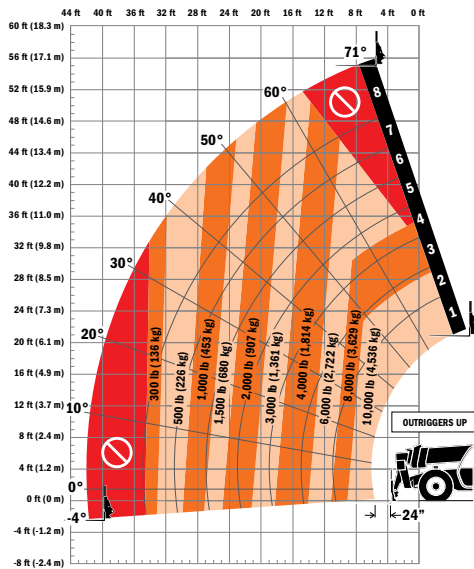 44 ft 40 ft 36 ft 32 ft 28 ft 24 ft 20 ft 16 ft 12 ft 8 ft 4 ft 0 ft
60 ft (18.3 m)
56 ft (17.1 m)
52 ft (15.9 m)
48 ft (14.6 m)
44 ft (13.4 m)
40 ft (12.2 m)
36 ft (11.0 m)
32 ft (9.8 m)
28 ft (8.5 m)
24 ft (7.3 m)
20 ft (6.1 m)
16 ft (4.9 m)
12 ft (3.7 m)
8 ft (2.4 m)
4 ft (1.2 m)
0 ft (0 m)
-4 ft (-1.2 m)
-8 ft (-2.4 m)
71°
60°
50°
40°
30°
20°
10°
0°
-4°
8
7
6
5
4
3
2
1
300 lb (136 kg)
500 lb (226 kg)
1,000 lb (453 kg)
1,500 lb (680 kg)
2,000 lb (907 kg)
3,000 lb (1,361 kg)
4,000 lb (1,814 kg)
6,000 lb (2,722 kg)
8,000 lb (3,629 kg)
10,000 lb (4,536 kg)
OUTRIGGERS UP
24”